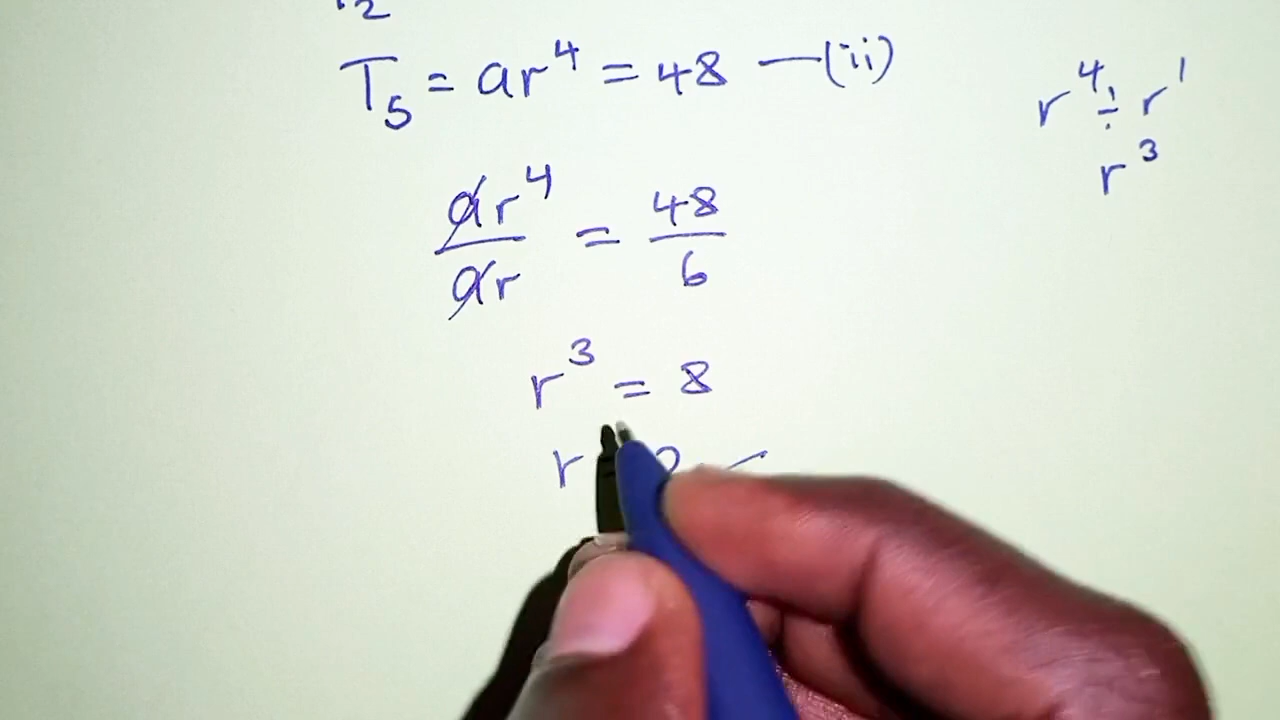 T₅ = ar⁴ = 48 —(ii)
r⁴ ÷ r¹
r³
ar⁴/ar = 48/6
r³ = 8
r